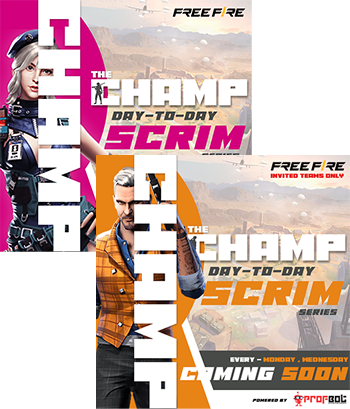 FREE FIRE
CHAMP
THE
CHAMP
DAY-TO-DAY
SCRIM
SERIES
FREE FIRE
INVITED TEAMS ONLY
CHAMP
THE
CHAMP
DAY-TO-DAY
SCRIM
SERIES
EVERY - MONDAY , WEDNESDAY
COMING SOON
POWERED BY PROFBOT